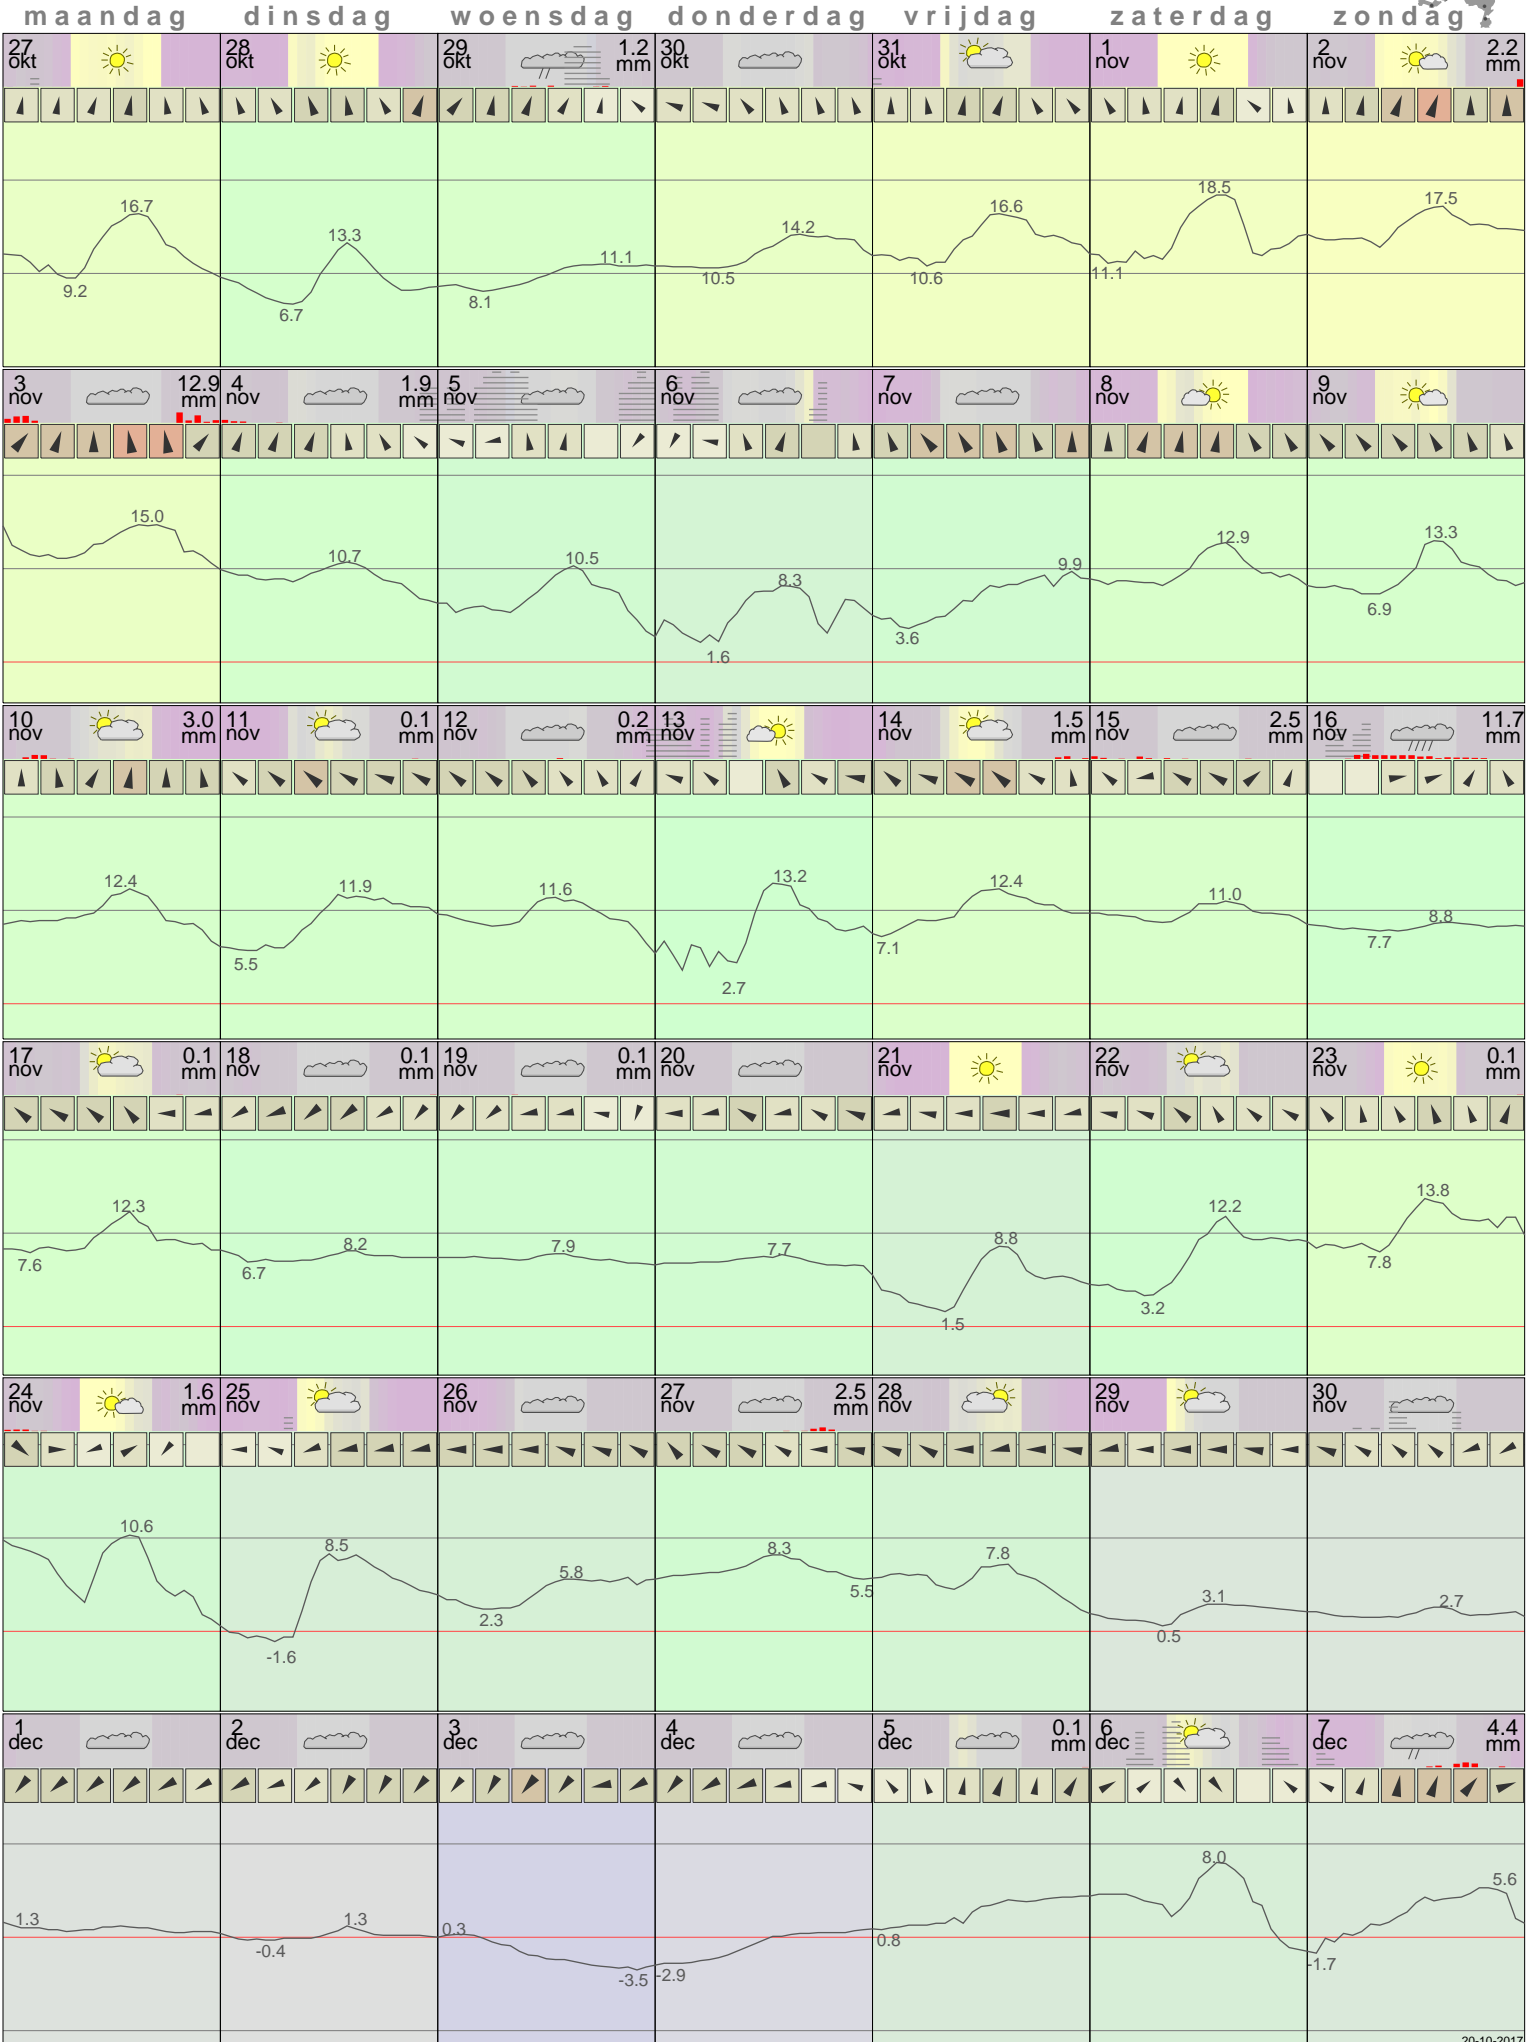 maandag dinsdag woensdag donderdag vrijdag zaterdag zondag
27 28 29 1.2 30 31 1 2 2.2
okt okt okt mm okt okt nov nov mm
16.7 13.3 11.1 14.2 16.6 18.5 17.5
9.2 6.7 8.1 10.5 10.6 11.1
3 12.9 4 1.9 5 6 7 8 9
nov mm nov mm nov nov nov nov nov
15.0 10.7 10.5 8.3 9.9 12.9 13.3
1.6 3.6 6.9
10 3.0 11 0.1 12 0.2 13 14 1.5 15 2.5 16 11.7
nov mm nov mm nov mm nov nov mm nov mm nov mm
12.4 11.9 11.6 13.2 12.4 11.0 8.8
5.5 2.7 7.1 7.7
17 0.1 18 0.1 19 0.1 20 21 22 23 0.1
nov mm nov mm nov mm nov nov nov nov mm
12.3 8.2 7.9 7.7 8.8 12.2 13.8
7.6 6.7 1.5 3.2 7.8
24 1.6 25 26 27 2.5 28 29 30
nov mm nov nov nov mm nov nov nov
10.6 8.5 5.8 8.3 7.8 3.1 2.7
-1.6 2.3 5.5 0.5
1 2 3 4 5 0.1 6 7 4.4
dec dec dec dec dec mm dec dec mm
1.3 1.3 0.3 8.0 5.6
-0.4 -3.5 -2.9 0.8 -1.7
20-10-2017